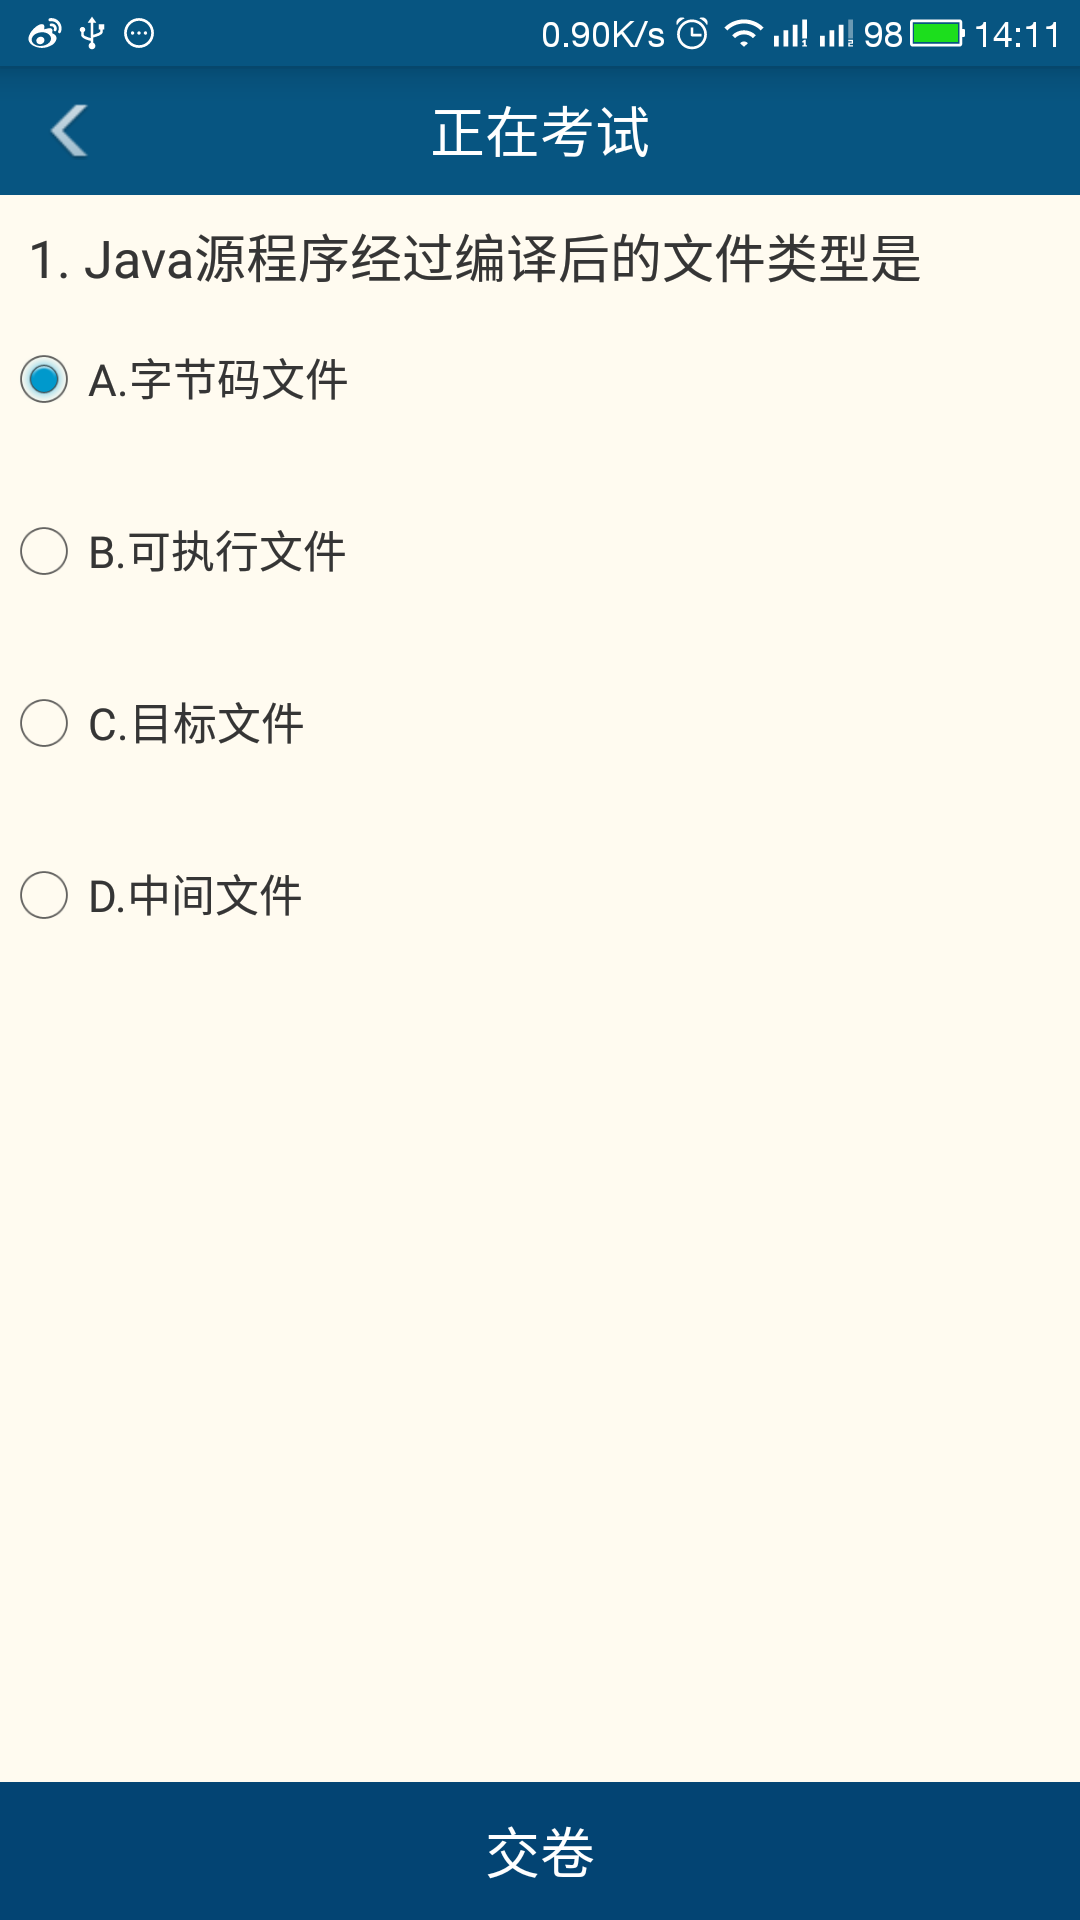 0.90K/s 98 14:11
正在考试
1. Java源程序经过编译后的文件类型是
A.字节码文件
B.可执行文件
C.目标文件
D.中间文件
交卷